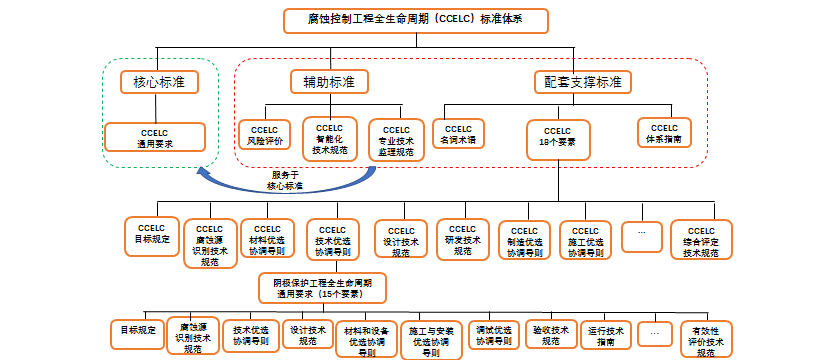 腐蚀控制工程全生命周期（CCELC）标准体系
核心标准
辅助标准
配套支撑标准
CCELC
通用要求
CCELC
风险评价
CCELC
智能化
技术规范
CCELC
专业技术
监理规范
CCELC
名词术语
CCELC
18个要素
CCELC
体系指南
服务于
核心标准
CCELC
目标规定
CCELC
腐蚀源
识别技术
规范
CCELC
材料优选
协调导则
CCELC
技术优选
协调导则
CCELC
设计技术
规范
CCELC
研发技术
规范
CCELC
制造优选
协调导则
CCELC
施工优选
协调导则
...
CCELC
综合评定
技术规范
阴极保护工程全生命周期
通用要求（15个要素）
目标规定
腐蚀源
识别技术
规范
技术优选
协调导则
设计技术
规范
材料和设备
优选协调
导则
施工与安装
优选协调
导则
调试优选
协调导则
验收技术
规范
运行技术
指南
...
有效性
评价技术
规范